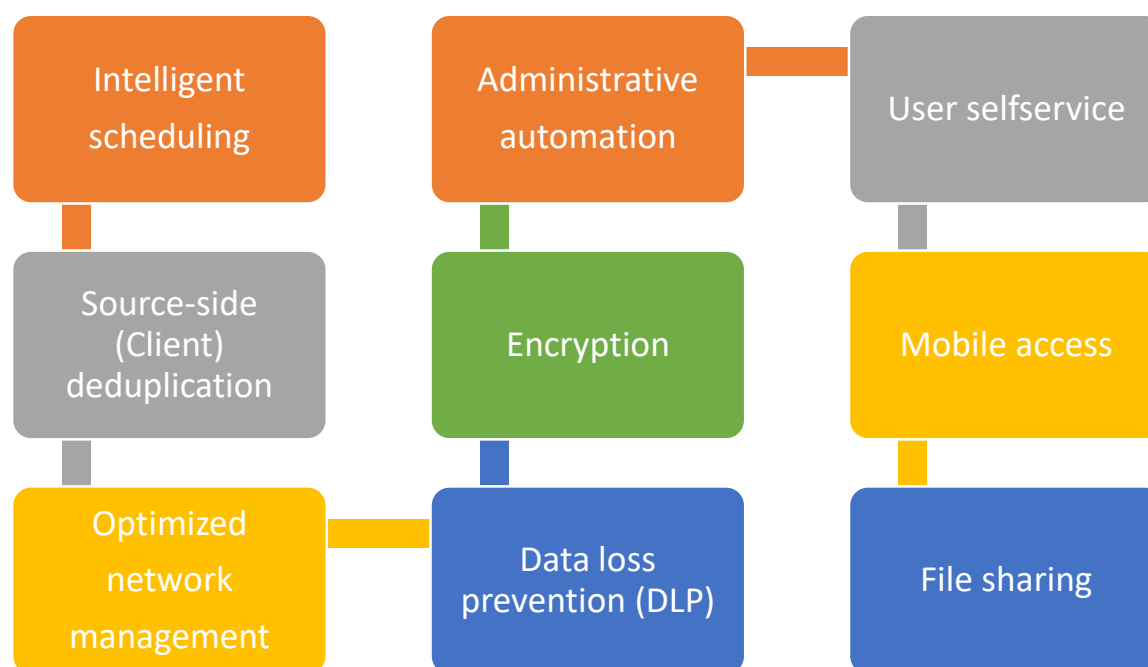 Intelligent
scheduling
Source-side
(Client)
deduplication
Optimized
network
management
Data loss
prevention (DLP)
Encryption
Administrative
automation
User selfservice
Mobile access
File sharing